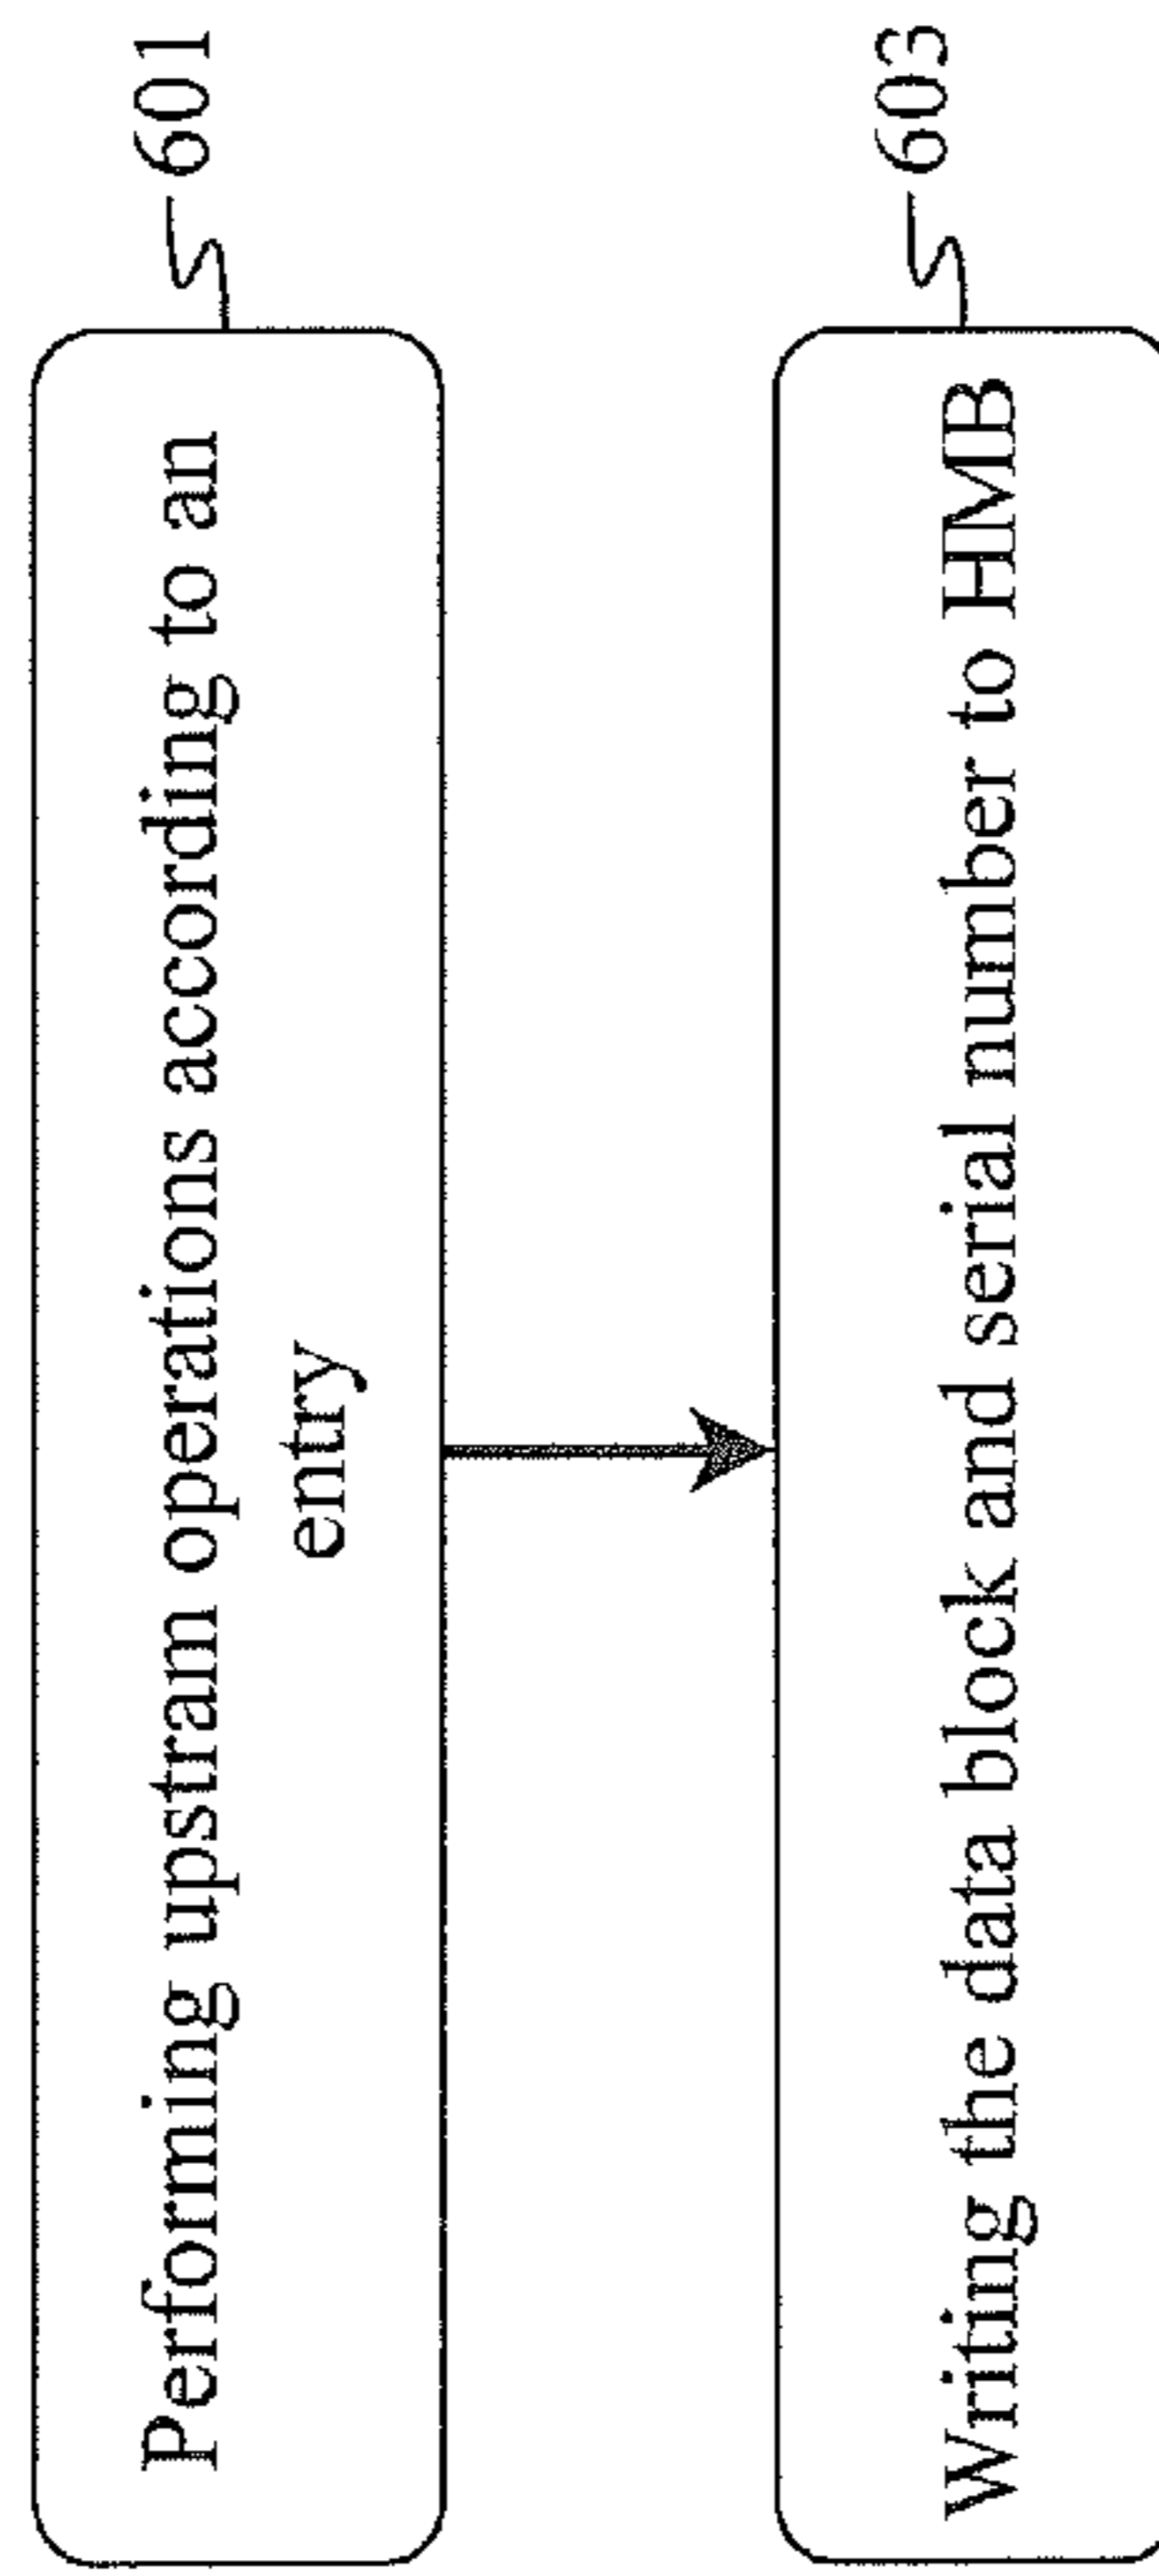 Performing upstram operations according to an
entry
601
Writing the data block and serial number to HMB
603